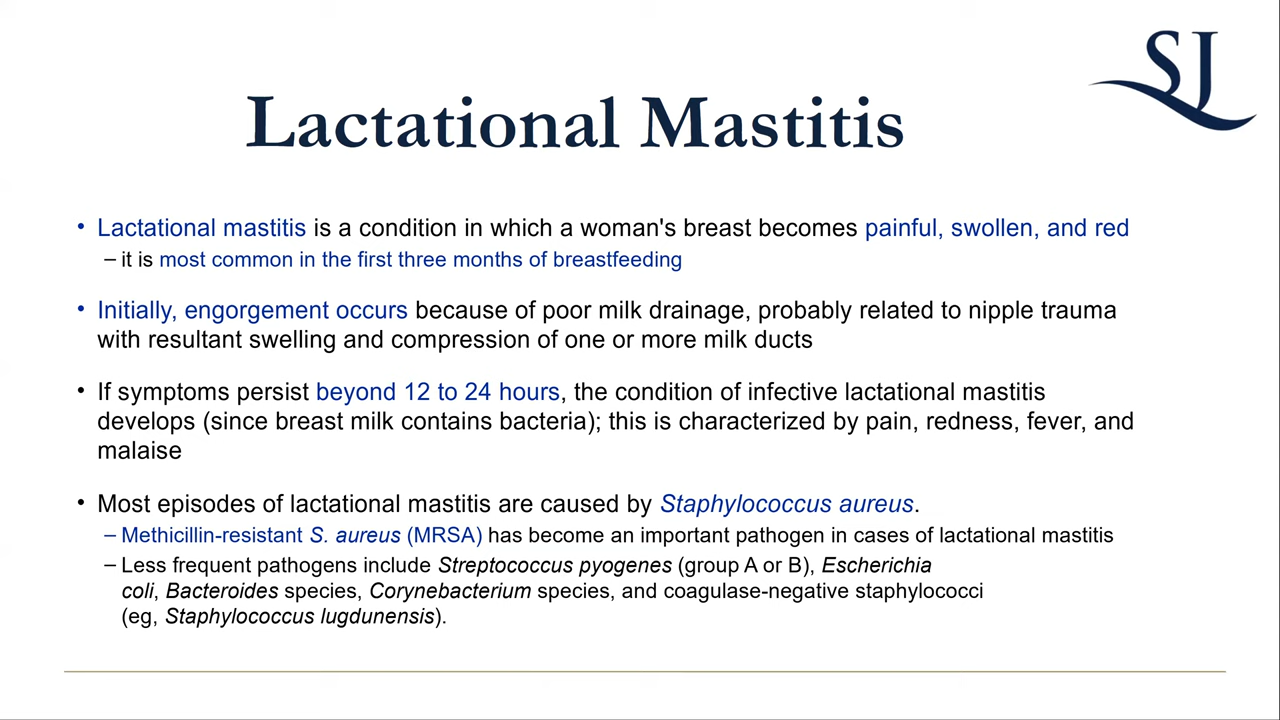 SJ
Lactational Mastitis
• Lactational mastitis is a condition in which a woman's breast becomes painful, swollen, and red
– it is most common in the first three months of breastfeeding
• Initially, engorgement occurs because of poor milk drainage, probably related to nipple trauma
with resultant swelling and compression of one or more milk ducts
• If symptoms persist beyond 12 to 24 hours, the condition of infective lactational mastitis
develops (since breast milk contains bacteria); this is characterized by pain, redness, fever, and
malaise
• Most episodes of lactational mastitis are caused by Staphylococcus aureus.
– Methicillin-resistant S. aureus (MRSA) has become an important pathogen in cases of lactational mastitis
– Less frequent pathogens include Streptococcus pyogenes (group A or B), Escherichia
coli, Bacteroides species, Corynebacterium species, and coagulase-negative staphylococci
(eg, Staphylococcus lugdunensis).